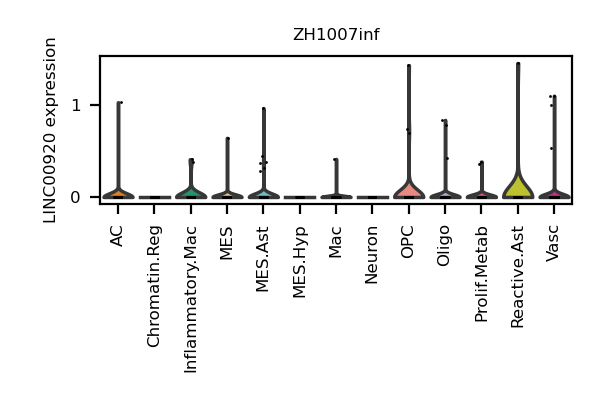 ZH1007inf
LINC00920 expression
1
0
AC
Chromatin.Reg
Inflammatory.Mac
MES
MES.Ast
MES.Hyp
Mac
Neuron
OPC
Oligo
Prolif.Metab
Reactive.Ast
Vasc